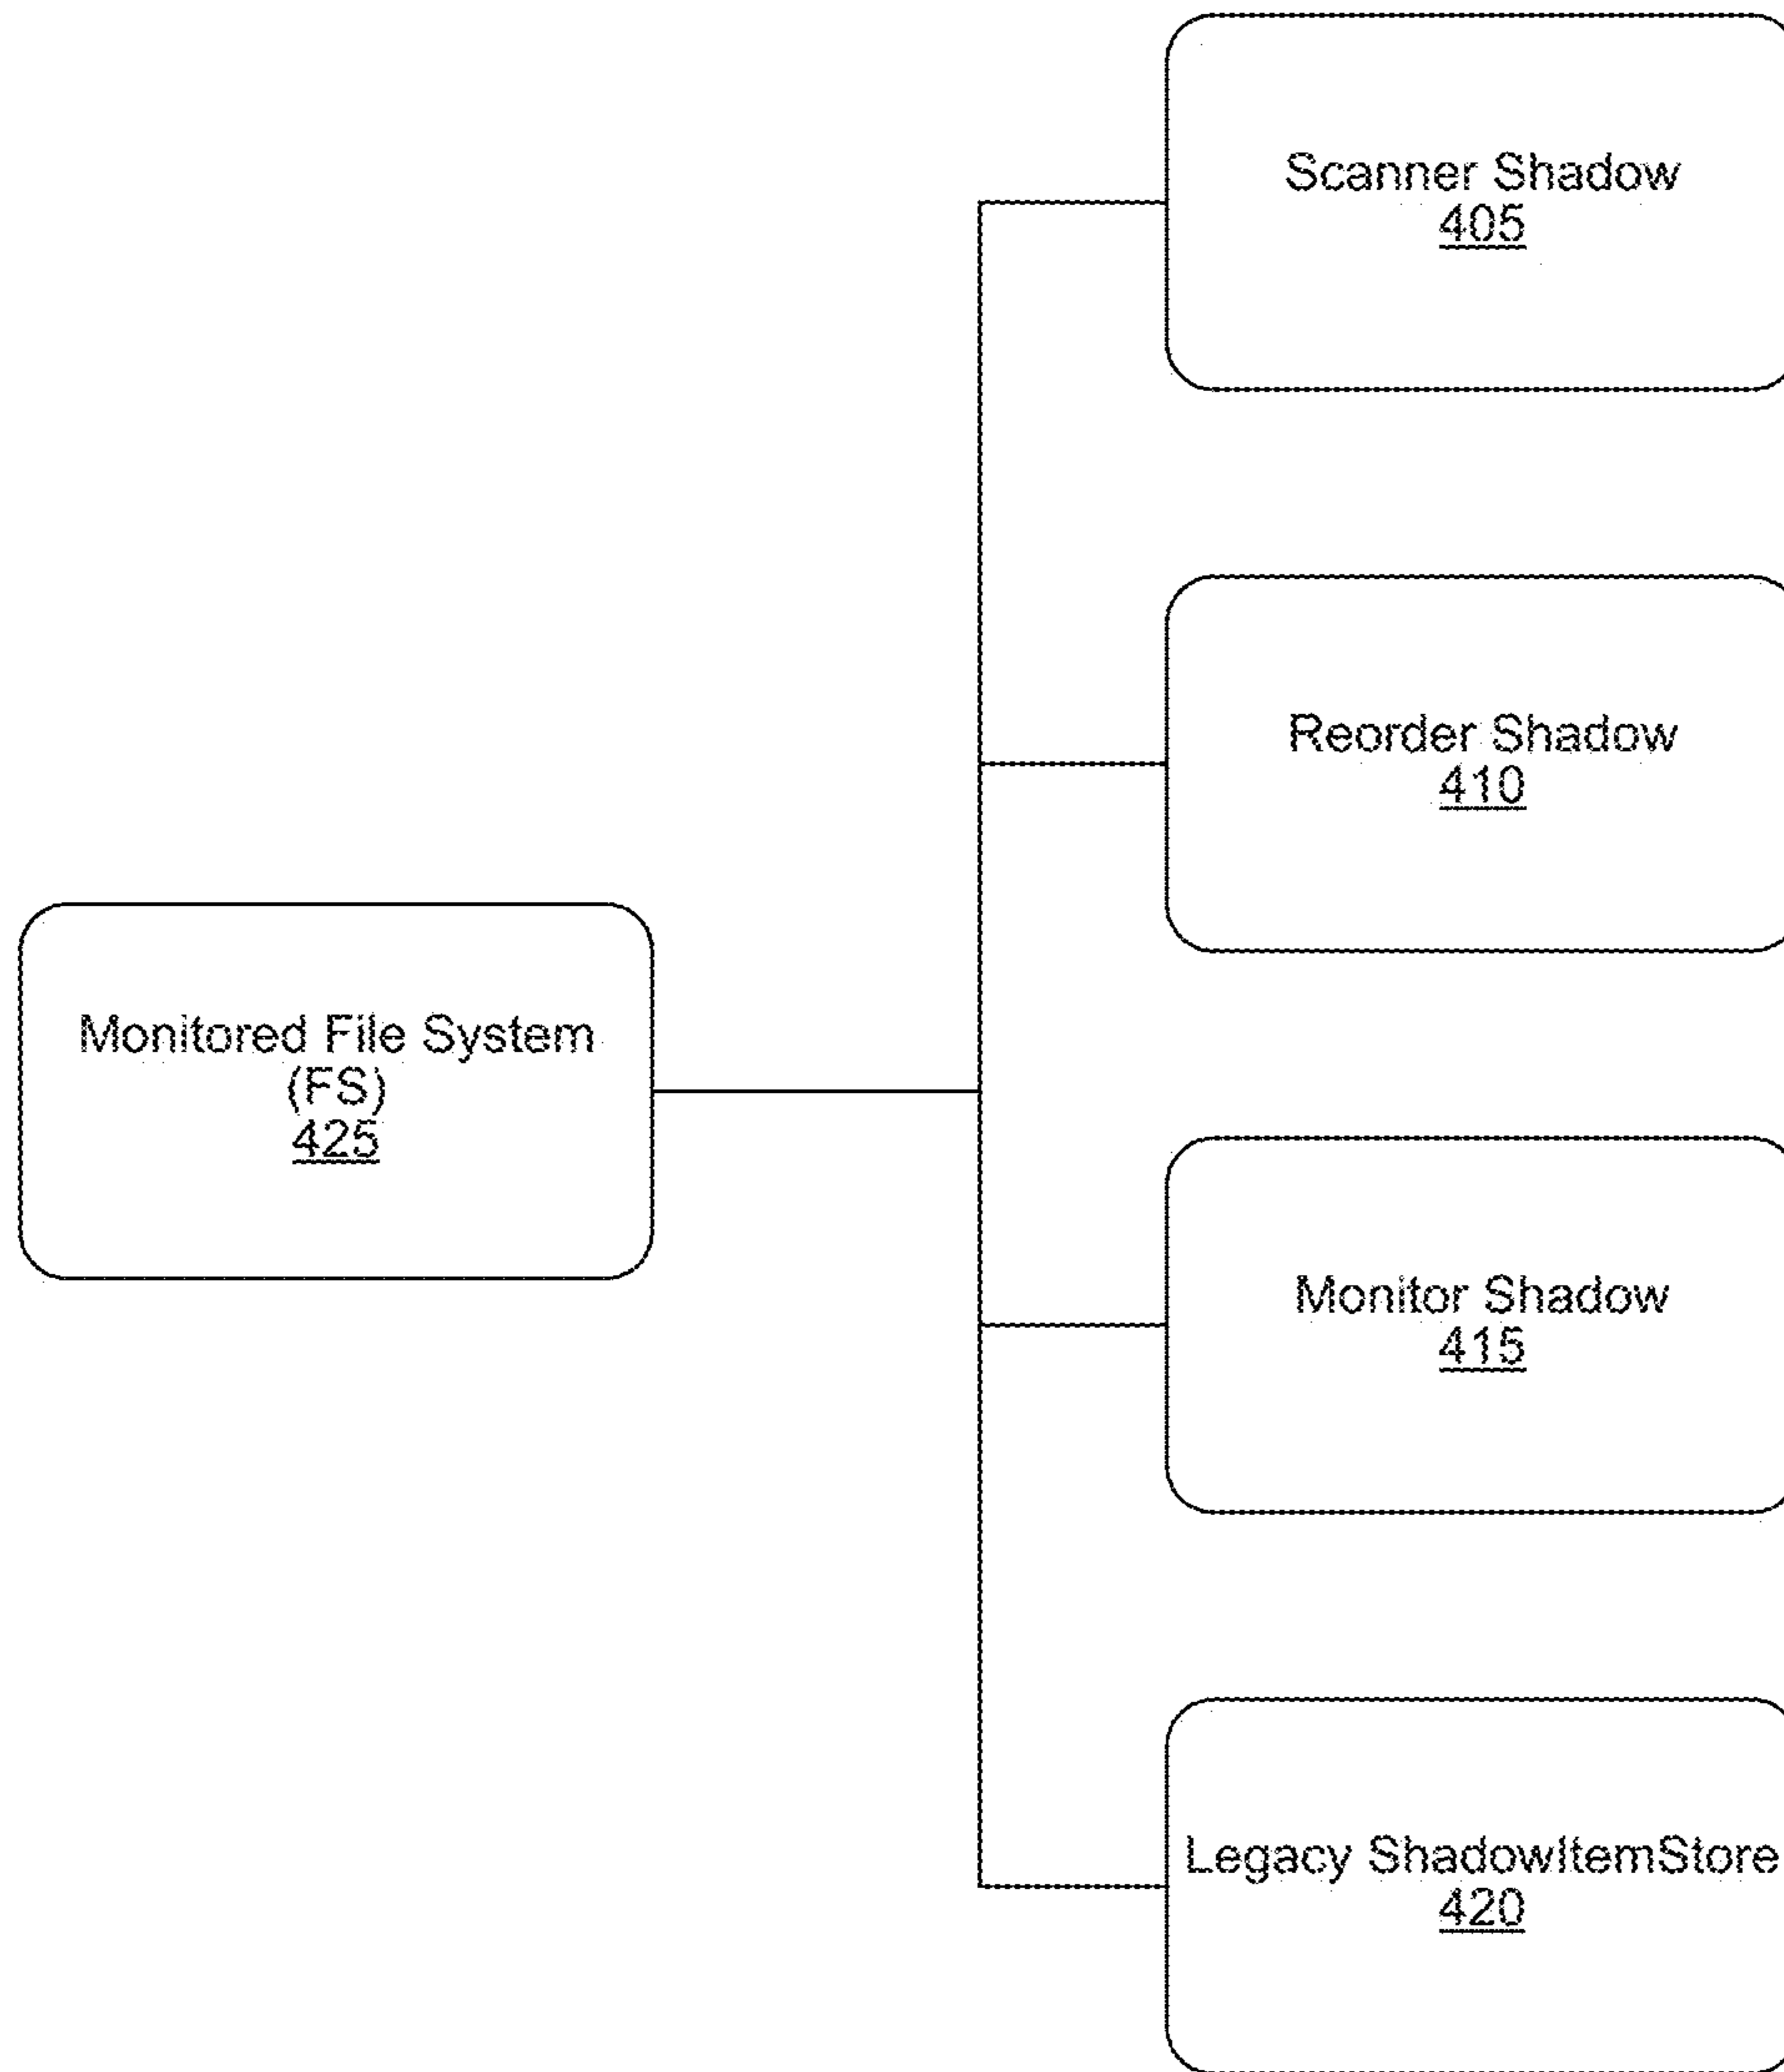 Scanner Shadow
405
Reorder Shadow
410
Monitored File System
(FS)
425
Monitor Shadow
415
Legacy ShadowItemStore
420